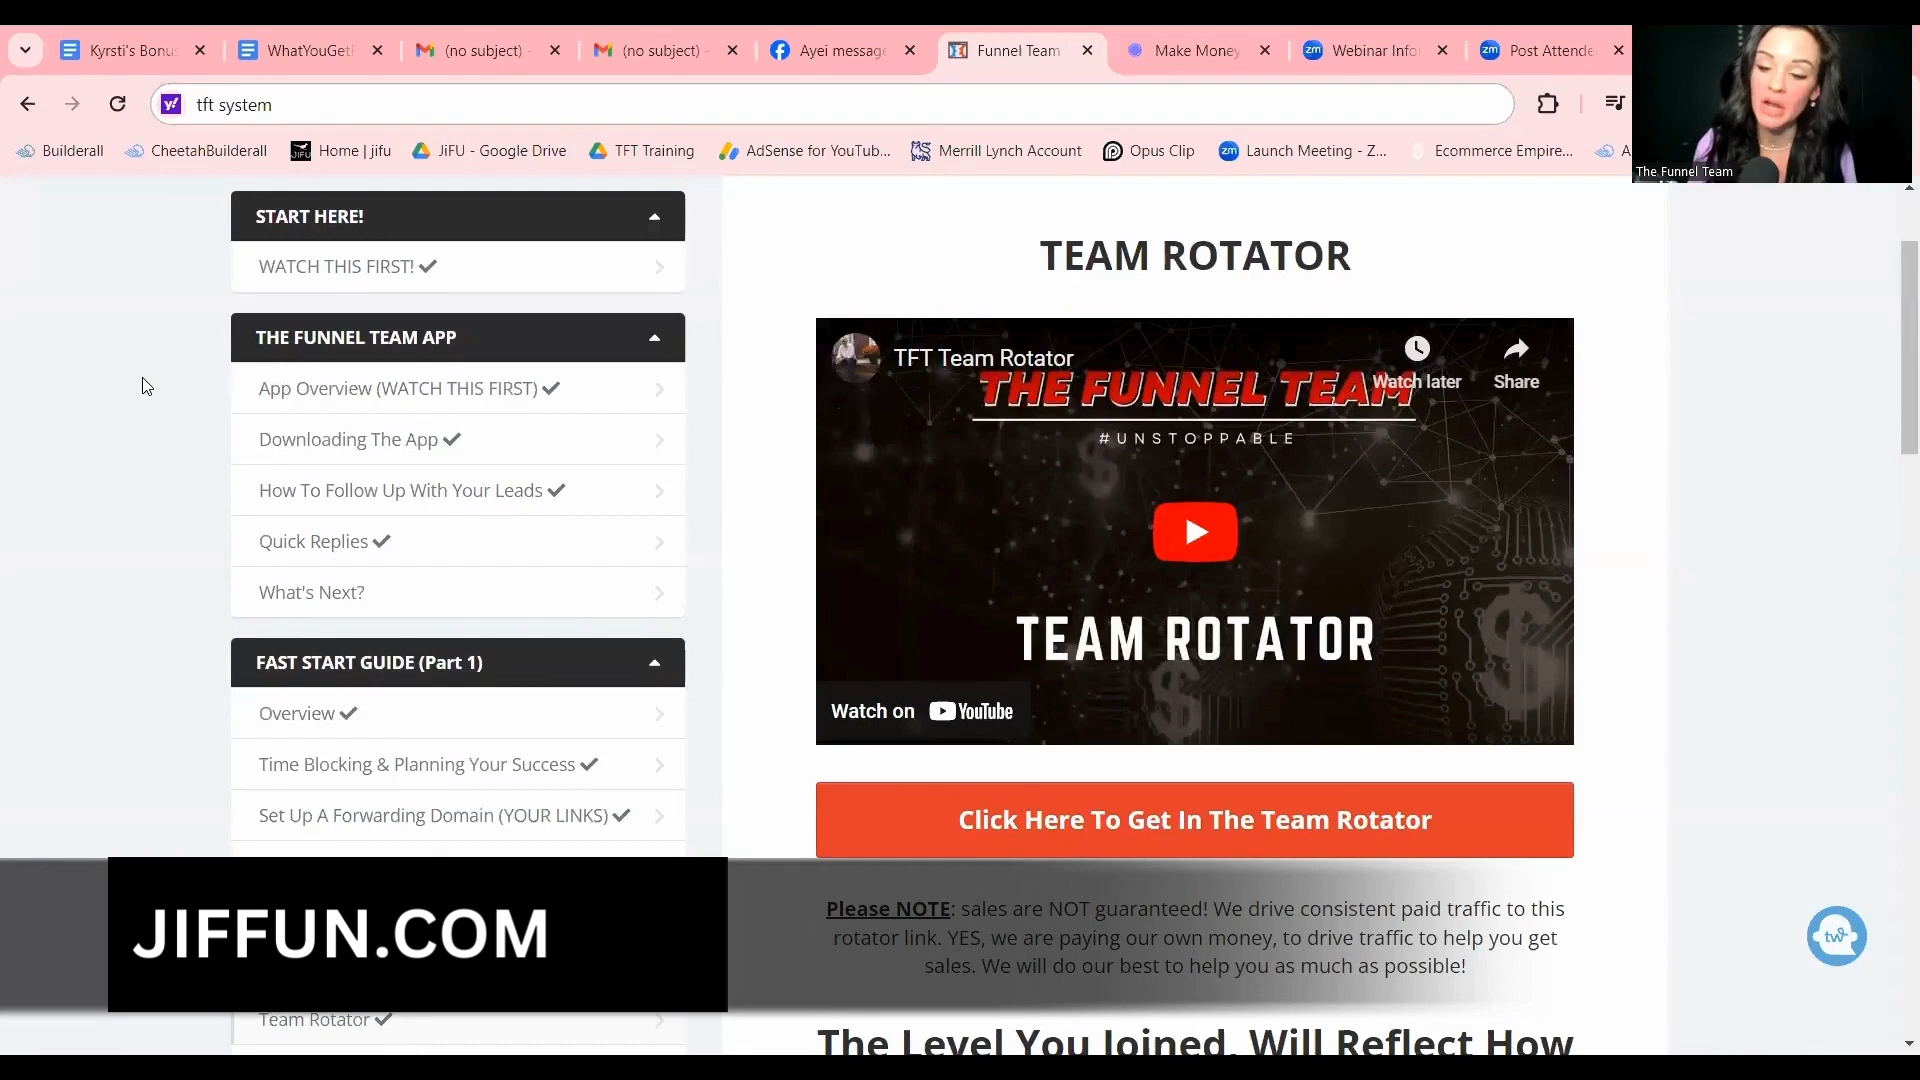 Kyrsti's Bonu
WhatYouGet
(no subject) -
(no subject) -
Ayei message
Funnel Team
Make Money
zm
Webinar Info
zm
Post Attende
y!
tft system
Builderall
CheetahBuilderall
JIFU
Home | jifu
JiFU - Google Drive
TFT Training
AdSense for YouTub...
Merrill Lynch Account
Opus Clip
zm
Launch Meeting - Z...
Ecommerce Empire...
A
The Funnel Team
START HERE!
WATCH THIS FIRST!
THE FUNNEL TEAM APP
App Overview (WATCH THIS FIRST)
Downloading The App
How To Follow Up With Your Leads
Quick Replies
What's Next?
FAST START GUIDE (Part 1)
Overview
Time Blocking & Planning Your Success
Set Up A Forwarding Domain (YOUR LINKS)
JIFFUN.COM
Team Rotator
TEAM ROTATOR
TFT Team Rotator
Watch later
Share
THE FUNNEL TEAM
#UNSTOPPABLE
TEAM ROTATOR
Watch on YouTube
Click Here To Get In The Team Rotator
Please NOTE: sales are NOT guaranteed! We drive consistent paid traffic to this
rotator link. YES, we are paying our own money, to drive traffic to help you get
sales. We will do our best to help you as much as possible!
The Level You Joined, Will Reflect How
tw